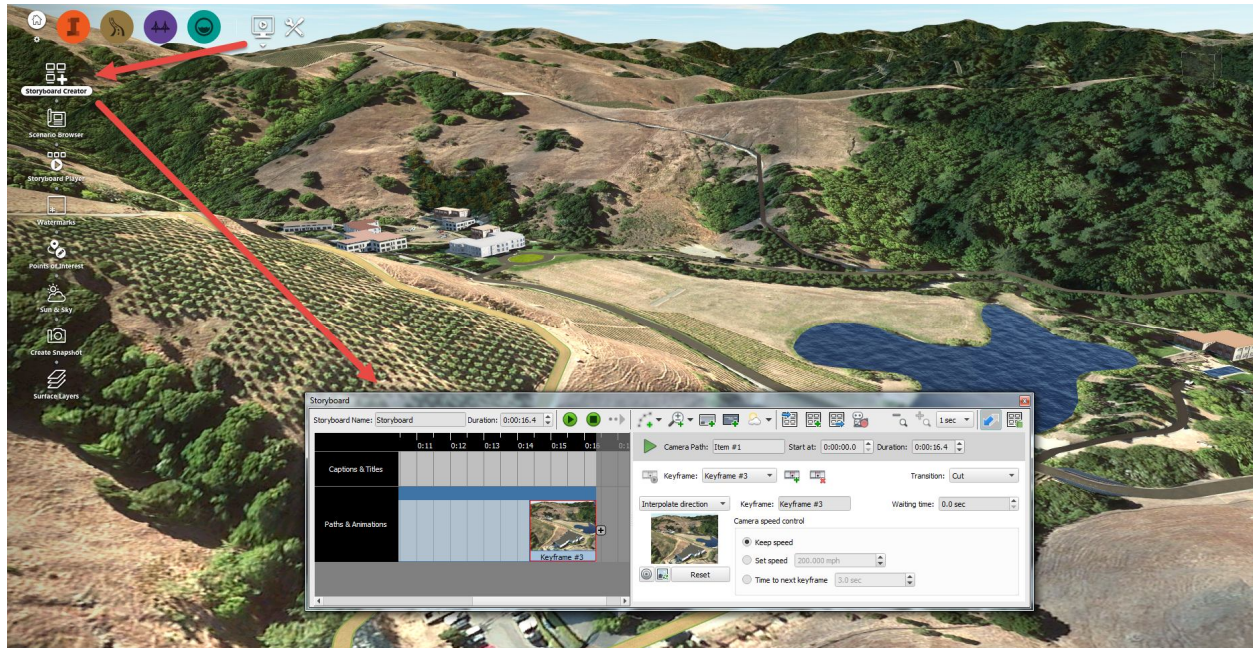 Storyboard Creator
Scenario Browser
Storyboard Player
Watermarks
Points of Interest
Sun & Sky
Create Snapshot
Surface Layers
Storyboard
Storyboard Name: Storyboard Duration: 0:00:16.4 1 sec
0:11 0:12 0:13 0:14 0:15
Captions & Titles
Paths & Animations
Keyframe #3
Camera Path: Item #1 Start at: 0:00:00.0 Duration: 0:00:16.4
Keyframe: Keyframe #3 Transition: Cut
Interpolate direction Keyframe: Keyframe #3 Waiting time: 0.0 sec
Camera speed control
Keep speed
Set speed 200.000 mph
Time to next keyframe 3.0 sec
Reset